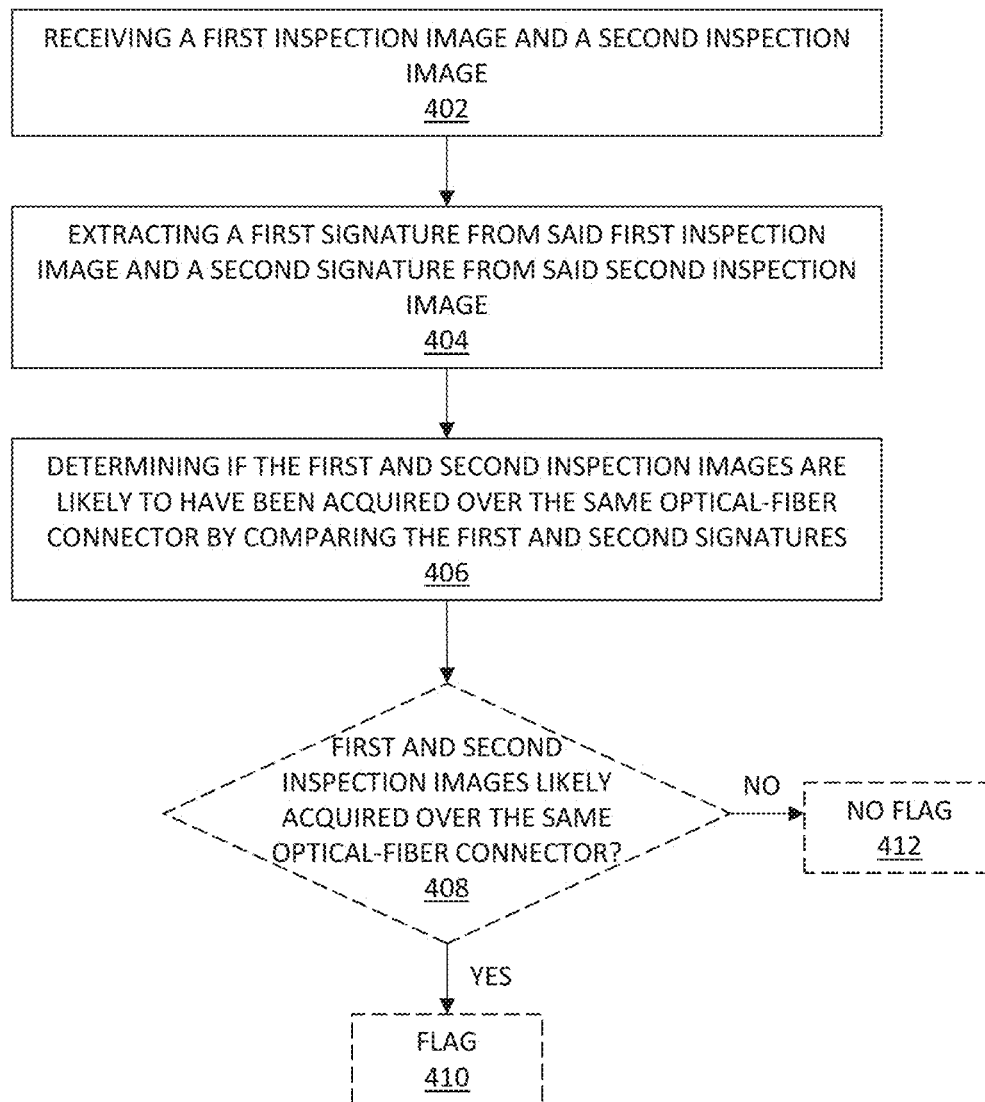 RECEIVING A FIRST INSPECTION IMAGE AND A SECOND INSPECTION
IMAGE
402
EXTRACTING A FIRST SIGNATURE FROM SAID FIRST INSPECTION
IMAGE AND A SECOND SIGNATURE FROM SAID SECOND INSPECTION
IMAGE
404
DETERMINING IF THE FIRST AND SECOND INSPECTION IMAGES ARE
LIKELY TO HAVE BEEN ACQUIRED OVER THE SAME OPTICAL-FIBER
CONNECTOR BY COMPARING THE FIRST AND SECOND SIGNATURES
406
FIRST AND SECOND
INSPECTION IMAGES LIKELY
ACQUIRED OVER THE SAME
OPTICAL-FIBER CONNECTOR?
408
NO
NO FLAG
412
YES
FLAG
410